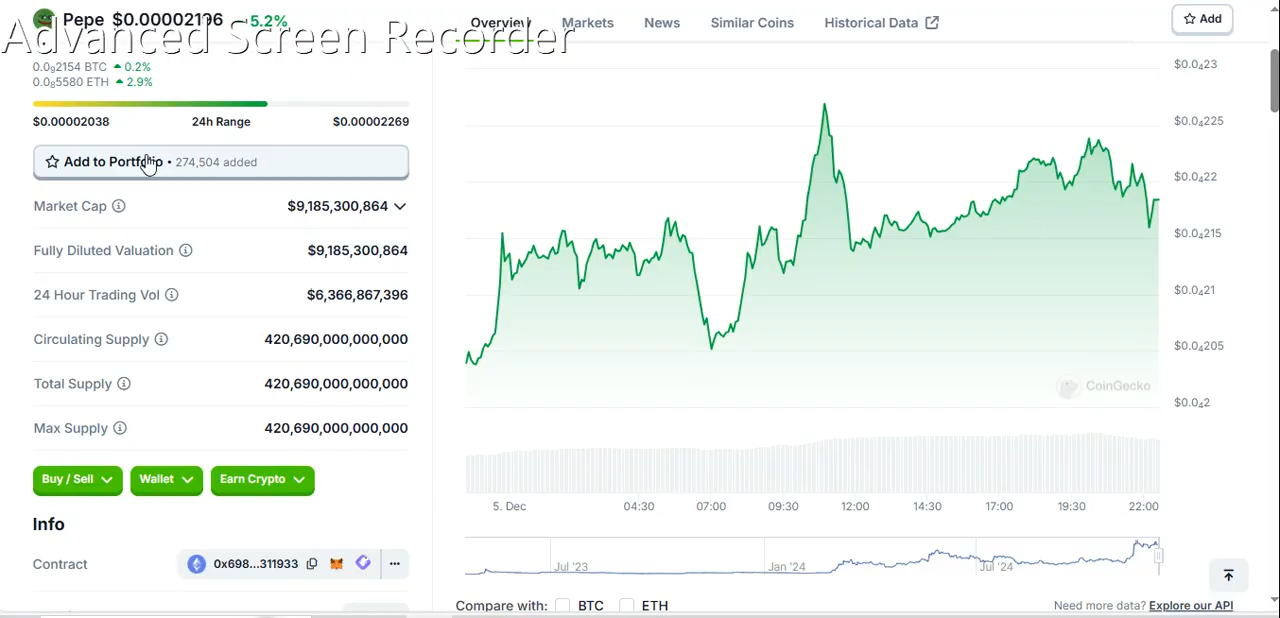 Pepe $0.00002196 5.2%
Overview Markets News Similar Coins Historical Data
Add
Advanced Screen Recorder
0.0₉2154 BTC 0.2%
0.0₈5580 ETH 2.9%
$0.00002038 24h Range $0.00002269
Add to Portfolio • 274,504 added
Market Cap $9,185,300,864
Fully Diluted Valuation $9,185,300,864
24 Hour Trading Vol $6,366,867,396
Circulating Supply 420,690,000,000,000
Total Supply 420,690,000,000,000
Max Supply 420,690,000,000,000
Buy / Sell Wallet Earn Crypto
Info
Contract 0x698...311933 ...
$0.0₄23
$0.0₄225
$0.0₄22
$0.0₄215
$0.0₄21
$0.0₄205
$0.0₄2
CoinGecko
5. Dec 04:30 07:00 09:30 12:00 14:30 17:00 19:30 22:00
Jul '23 Jan '24 Jul '24
Compare with: BTC ETH
Need more data? Explore our API